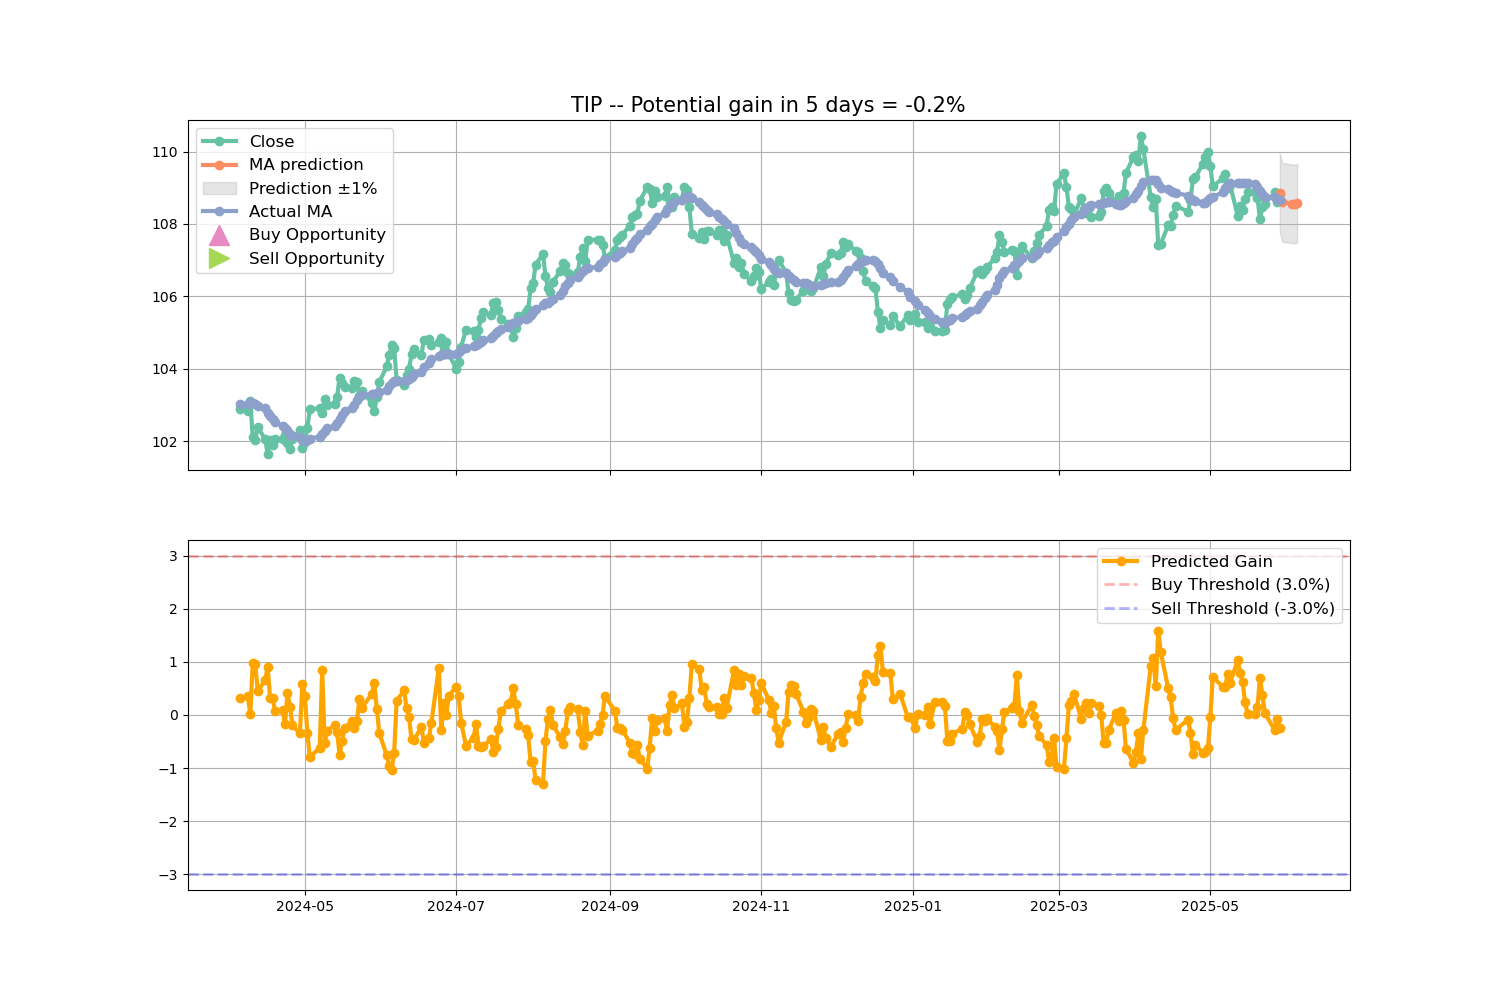 TIP -- Potential gain in 5 days = -0.2%
Close
MA prediction
Prediction ±1%
Actual MA
Buy Opportunity
Sell Opportunity
110
108
106
104
102
Predicted Gain
Buy Threshold (3.0%)
Sell Threshold (-3.0%)
3
2
1
0
−1
−2
−3
2024-05
2024-07
2024-09
2024-11
2025-01
2025-03
2025-05